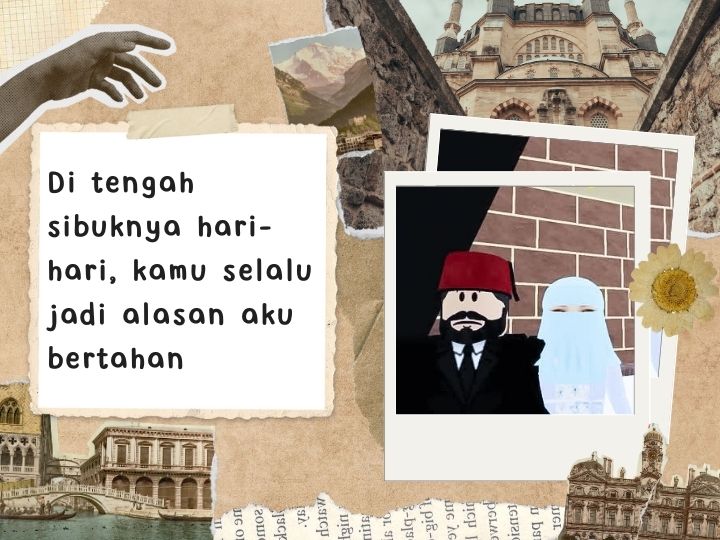 Di tengah
sibuknya hari-
hari, kamu selalu
jadi alasan aku
bertahan